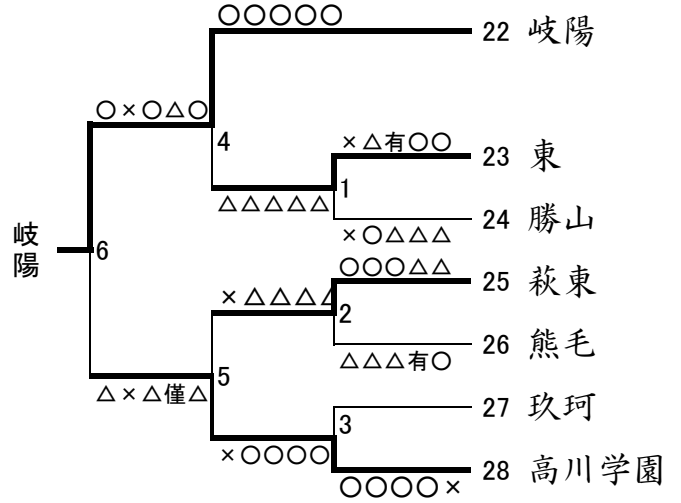 ○○○○○
22 岐陽
○×○△○
4
×△有○○
23 東
1
△△△△△
24 勝山
×○△△△
岐陽
6
○○○△△
25 萩東
×△△△△
2
26 熊毛
△△△有○
5
△×△僅△
27 玖珂
3
×○○○○
28 高川学園
○○○○×